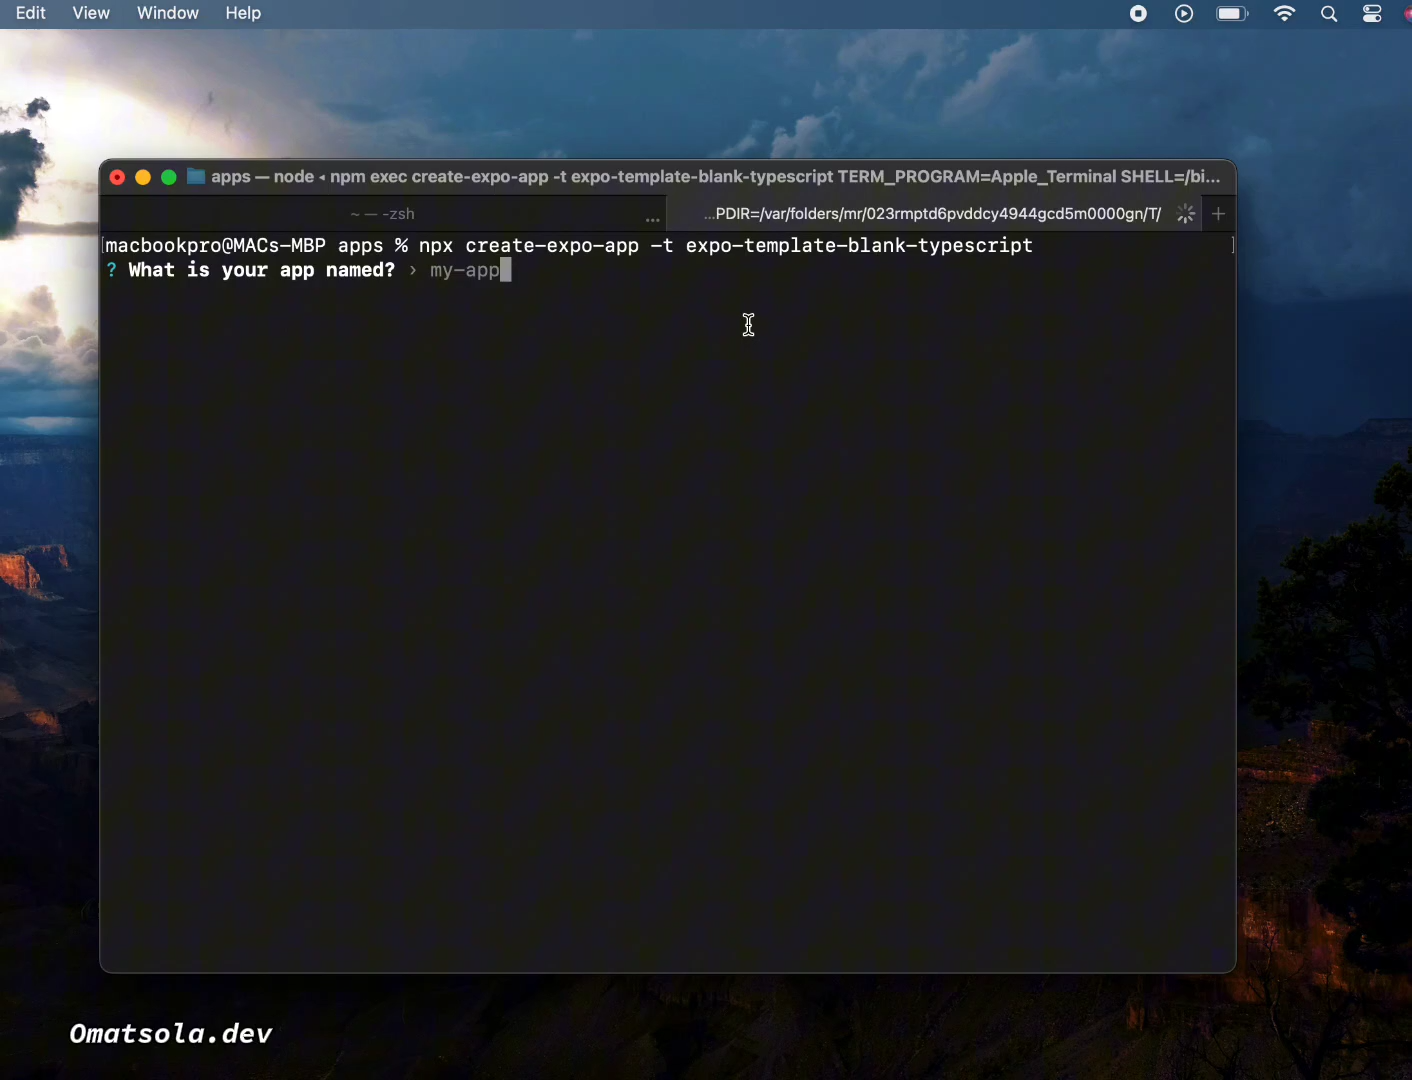 Edit View Window Help
apps — node ◂ npm exec create-expo-app -t expo-template-blank-typescript TERM_PROGRAM=Apple_Terminal SHELL=/bi...
~ — -zsh ... ...PDIR=/var/folders/mr/023rmptd6pvddcy4944gcd5m0000gn/T/ +
[macbookpro@MACs-MBP apps % npx create-expo-app -t expo-template-blank-typescript ]
? What is your app named? › my-app
Omatsola.dev